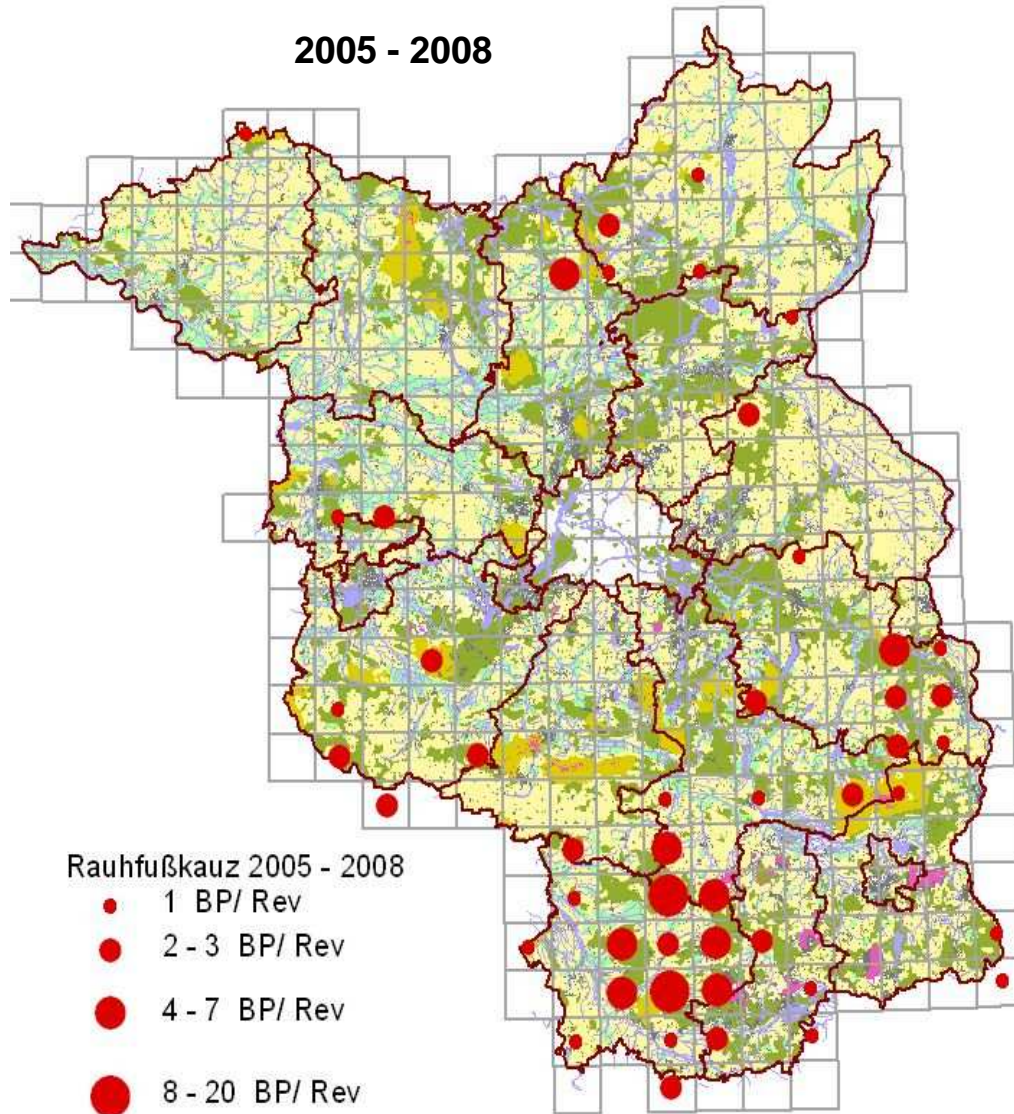 2005 - 2008
Rauhfußkauz 2005 - 2008
1 BP/ Rev
2 - 3 BP/ Rev
4 - 7 BP/ Rev
8 - 20 BP/ Rev